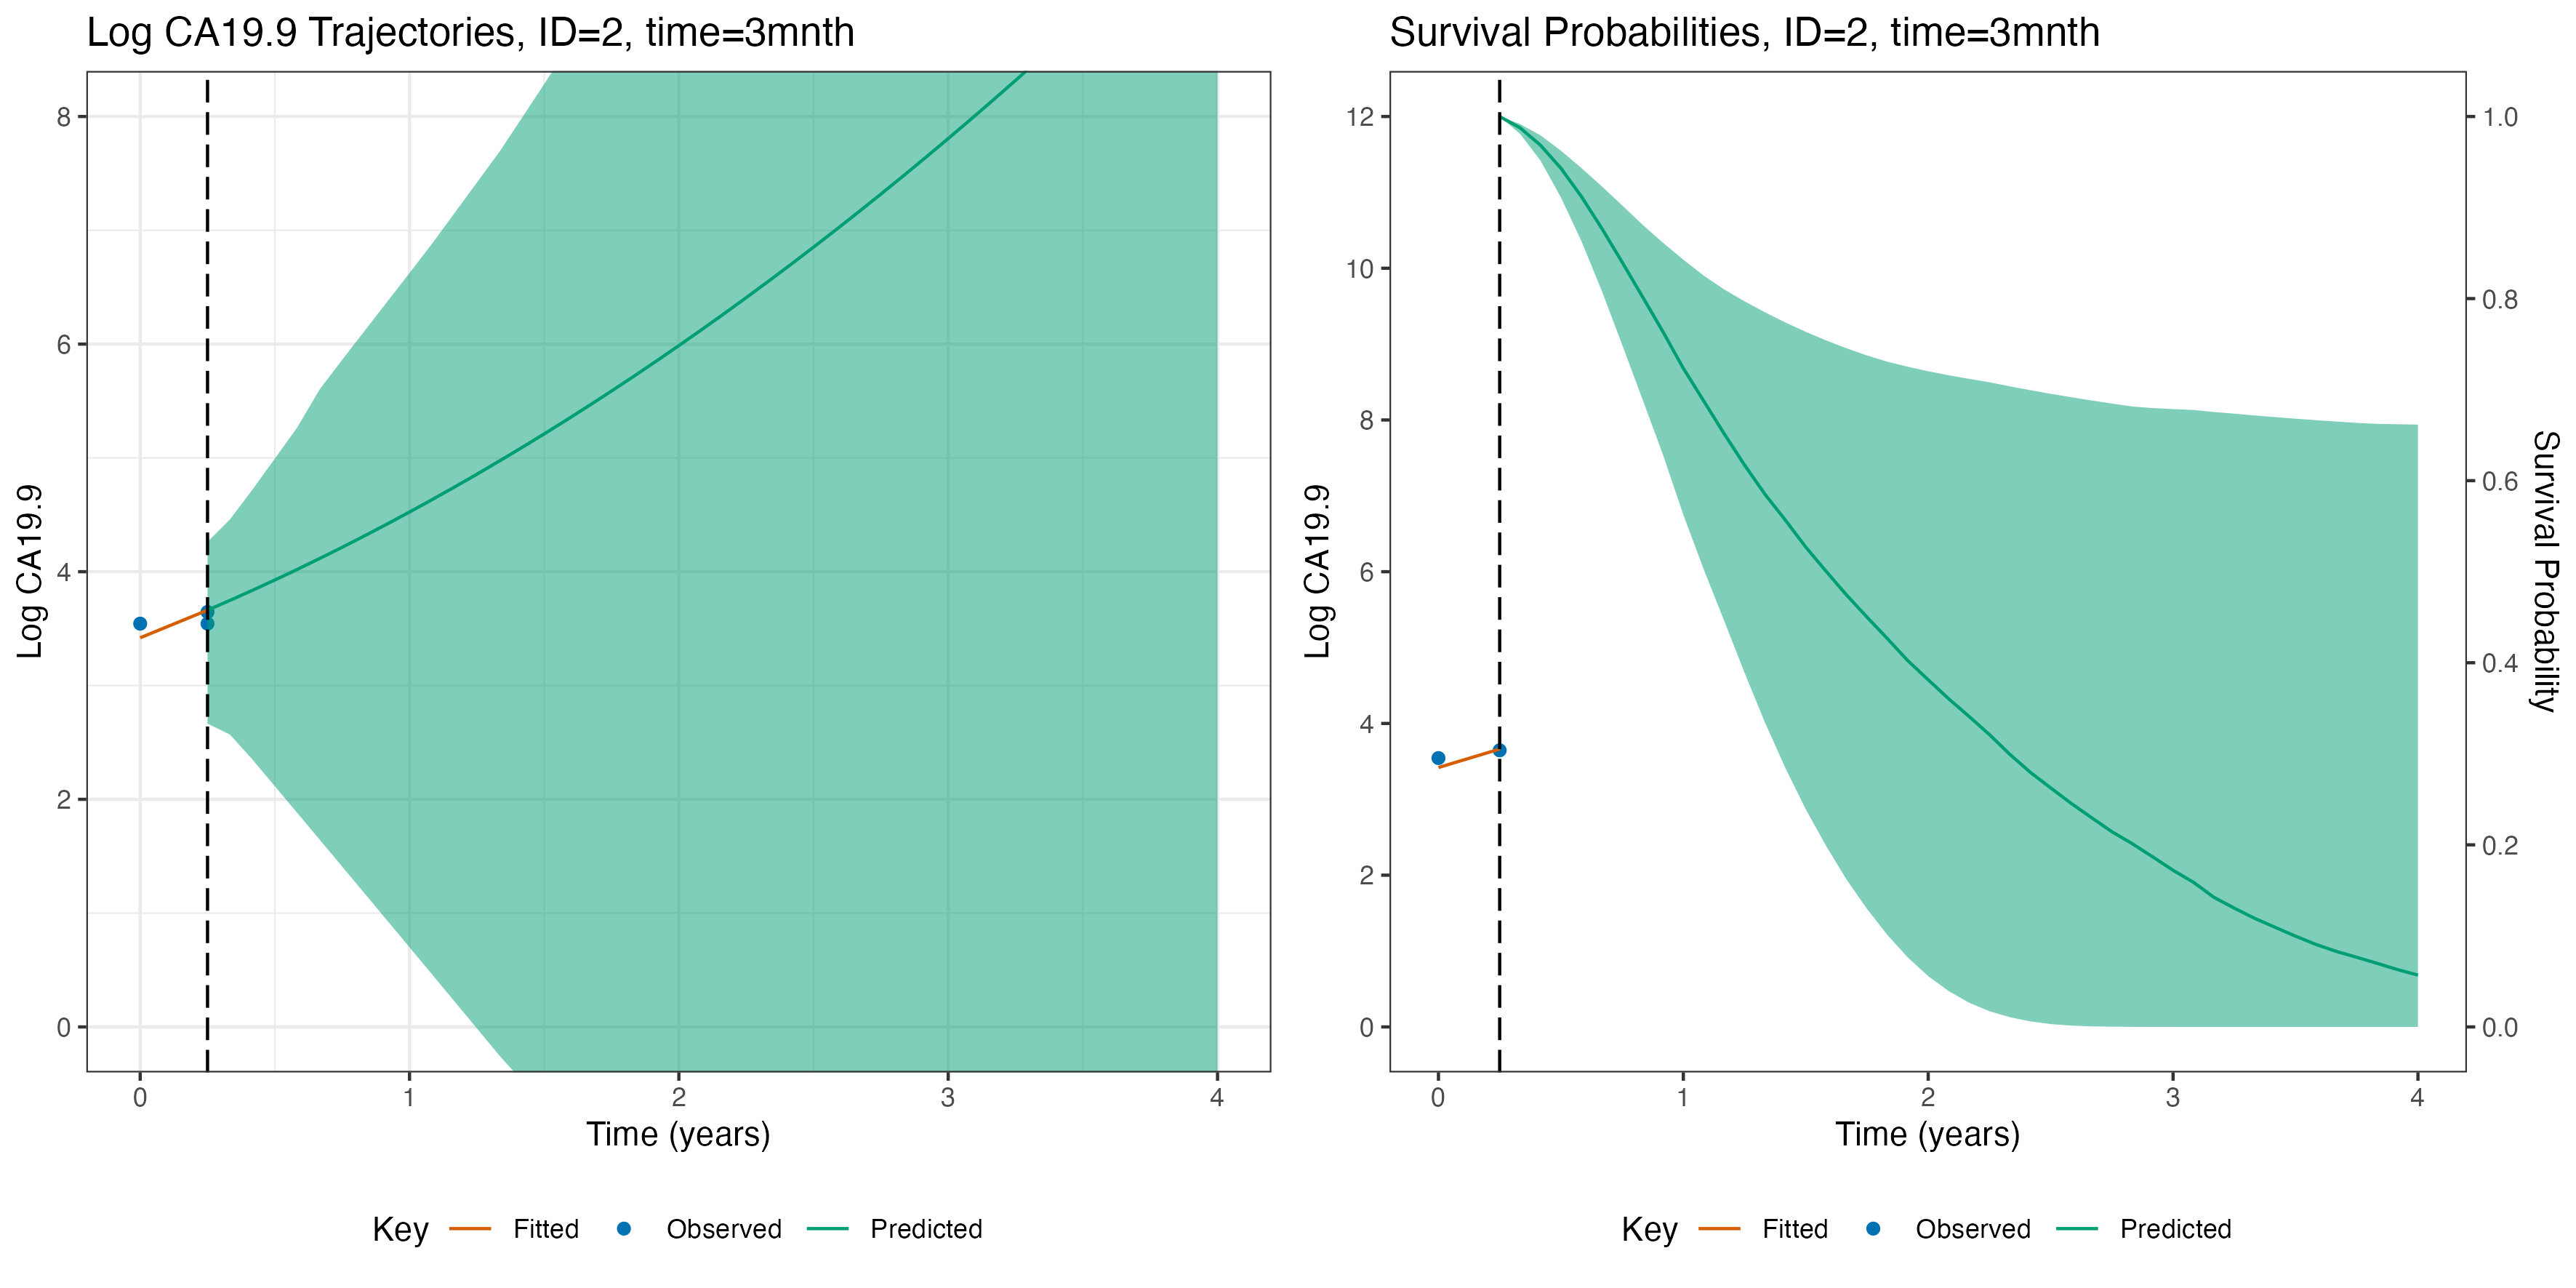 Log CA19.9 Trajectories, ID=2, time=3mnth
Log CA19.9
8
6
4
2
0
0 1 2 3 4
Time (years)
Key Fitted Observed Predicted
Survival Probabilities, ID=2, time=3mnth
Log CA19.9
12
10
8
6
4
2
0
1.0
0.8
0.6
0.4
0.2
0.0
Survival Probability
0 1 2 3 4
Time (years)
Key Fitted Observed Predicted